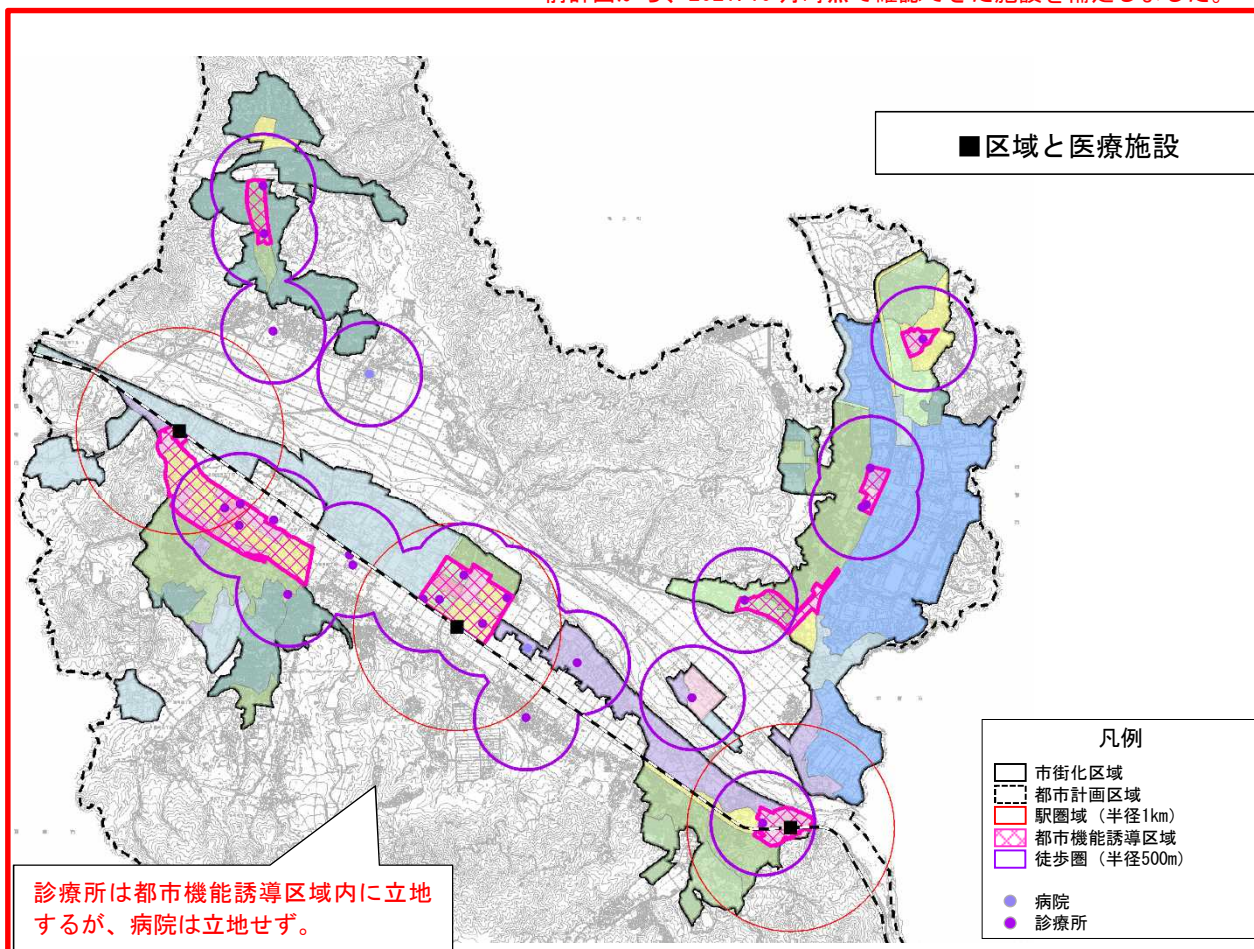 ■区域と医療施設
凡例
市街化区域
都市計画区域
駅圏域（半径1km）
都市機能誘導区域
徒歩圏（半径500m）
病院
診療所
診療所は都市機能誘導区域内に立地
するが、病院は立地せず。